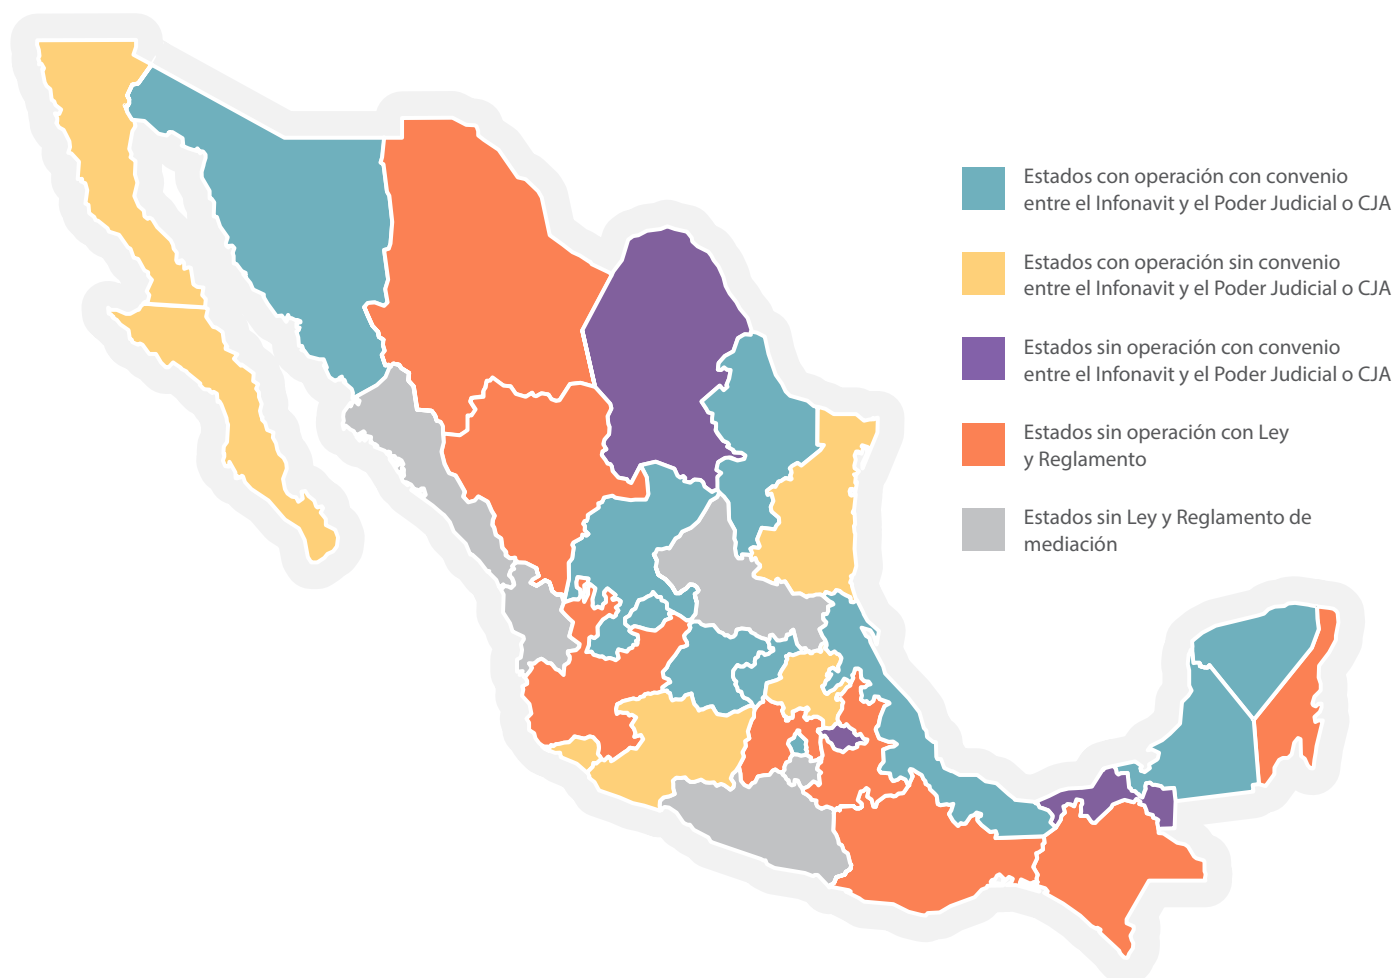 Estados con operación con convenio
entre el Infonavit y el Poder Judicial o CJA
Estados con operación sin convenio
entre el Infonavit y el Poder Judicial o CJA
Estados sin operación con convenio
entre el Infonavit y el Poder Judicial o CJA
Estados sin operación con Ley
y Reglamento
Estados sin Ley y Reglamento de
mediación